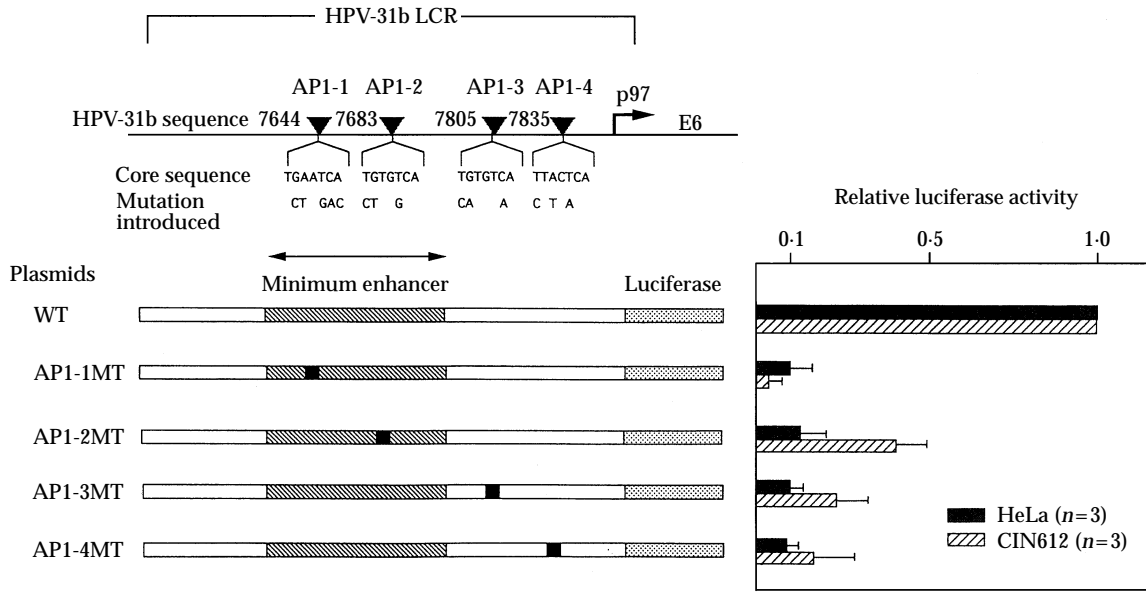 HPV-31b LCR
AP1-1 AP1-2 AP1-3 AP1-4
p97
HPV-31b sequence 7644 7683 7805 7835 E6
Core sequence TGAATCA TGTGTCA TGTGTCA TTACTCA
Mutation introduced CT GAC CT G CA A C T A
Relative luciferase activity
0·1 0·5 1·0
Plasmids
Minimum enhancer Luciferase
WT
AP1-1MT
AP1-2MT
AP1-3MT
AP1-4MT
HeLa (n=3)
CIN612 (n=3)